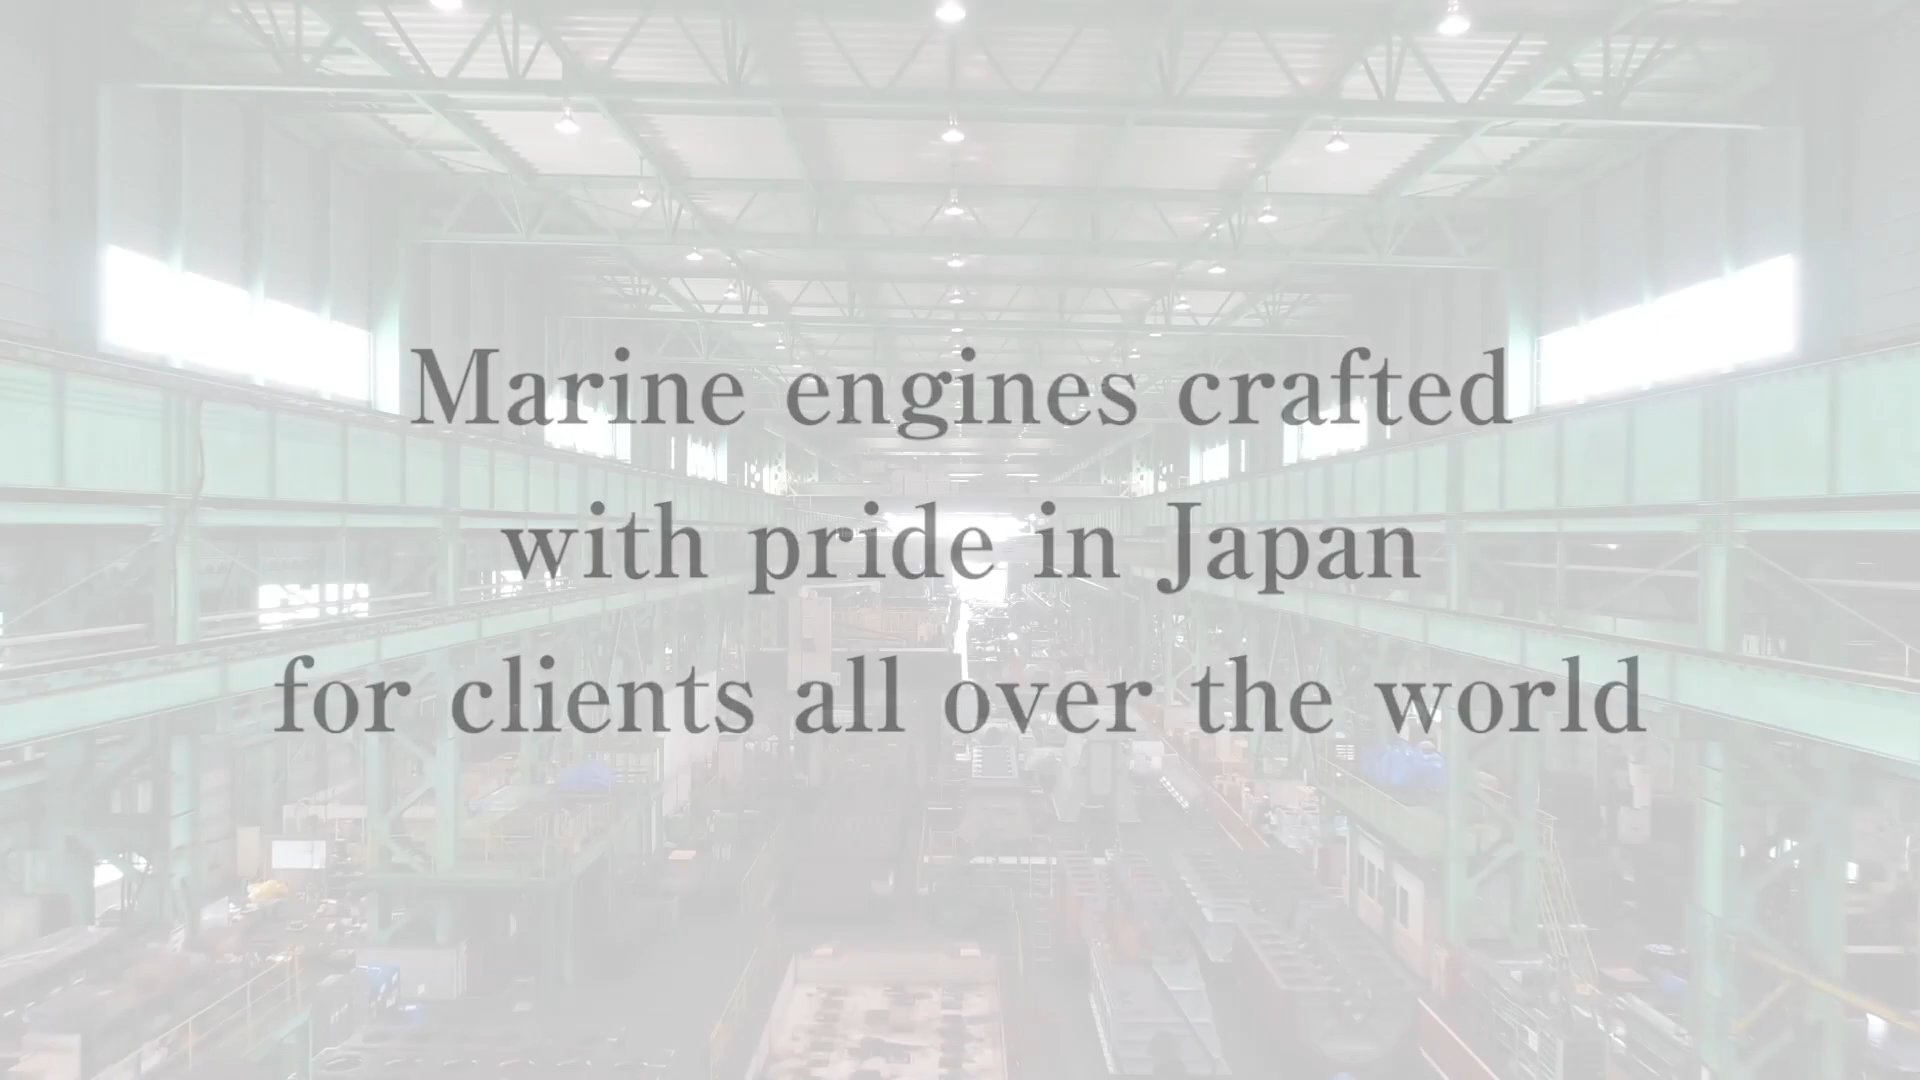 Marine engines crafted
with pride in Japan
for clients all over the world